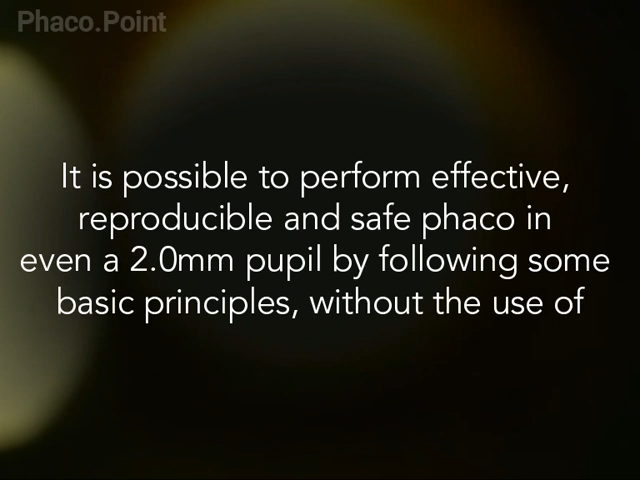 Phaco.Point
It is possible to perform effective,
reproducible and safe phaco in
even a 2.0mm pupil by following some
basic principles, without the use of